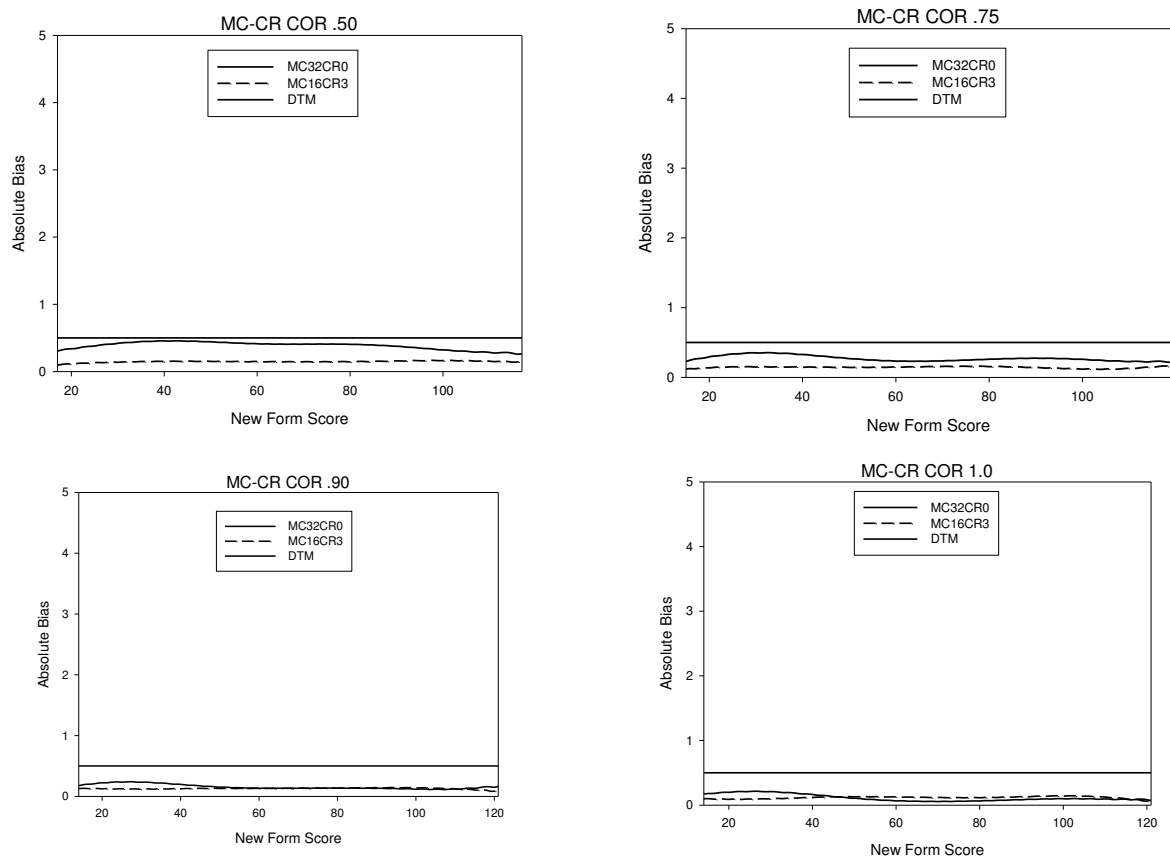 MC-CR COR .50
5
4
3
2
1
0
Absolute Bias
MC32CR0
MC16CR3
DTM
20 40 60 80 100
New Form Score
MC-CR COR .75
5
4
3
2
1
0
Absolute Bias
MC32CR0
MC16CR3
DTM
20 40 60 80 100
New Form Score
MC-CR COR .90
5
4
3
2
1
0
Absolute Bias
MC32CR0
MC16CR3
DTM
20 40 60 80 100 120
New Form Score
MC-CR COR 1.0
5
4
3
2
1
0
Absolute Bias
MC32CR0
MC16CR3
DTM
20 40 60 80 100 120
New Form Score